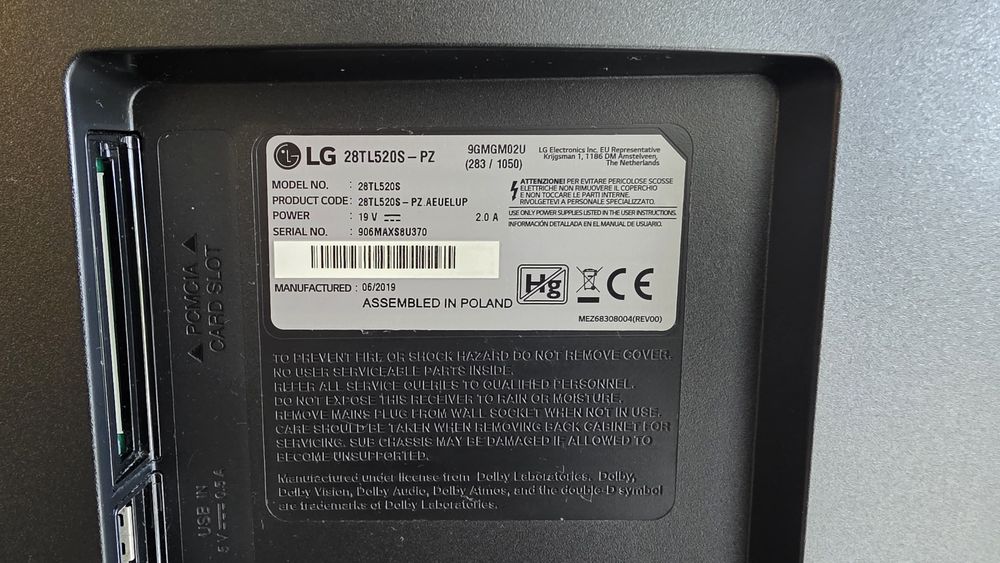 LG 28TL520S-PZ
9GMGM02U
(283 / 1050)
LG Electronics Inc. EU Representative
Krijgsman 1, 1186 DM Amstelveen,
The Netherlands
MODEL NO. : 28TL520S
PRODUCT CODE: 28TL520S-PZ.AEUELUP
POWER : 19 V 2.0 A
SERIAL NO. : 906MAXS8U370
MANUFACTURED : 06/2019
ASSEMBLED IN POLAND
ATTENZIONE! PER EVITARE PERICOLOSE SCOSSE
ELETTRICHE NON RIMUOVERE IL COPERCHIO
E NON TOCCARE LE PARTI INTERNE.
RIVOLGETEVI A PERSONALE SPECIALIZZATO.
USE ONLY POWER SUPPLIES LISTED IN THE USER INSTRUCTIONS.
INFORMACIÓN DETALLADA EN EL MANUAL DE USUARIO.
Hg
CE
MEZ68308004(REV00)
PCMCIA
CARD SLOT
USB IN
5 V 0.5 A
TO PREVENT FIRE OR SHOCK HAZARD DO NOT REMOVE COVER.
NO USER SERVICEABLE PARTS INSIDE.
REFER ALL SERVICE QUERIES TO QUALIFIED PERSONNEL.
DO NOT EXPOSE THIS RECEIVER TO RAIN OR MOISTURE.
REMOVE MAINS PLUG FROM WALL SOCKET WHEN NOT IN USE.
CARE SHOULD BE TAKEN WHEN REMOVING BACK CABINET FOR
SERVICING. SUB CHASSIS MAY BE DAMAGED IF ALLOWED TO
BECOME UNSUPPORTED.
Manufactured under license from Dolby Laboratories. Dolby,
Dolby Vision, Dolby Audio, Dolby Atmos, and the double-D symbol
are trademarks of Dolby Laboratories.